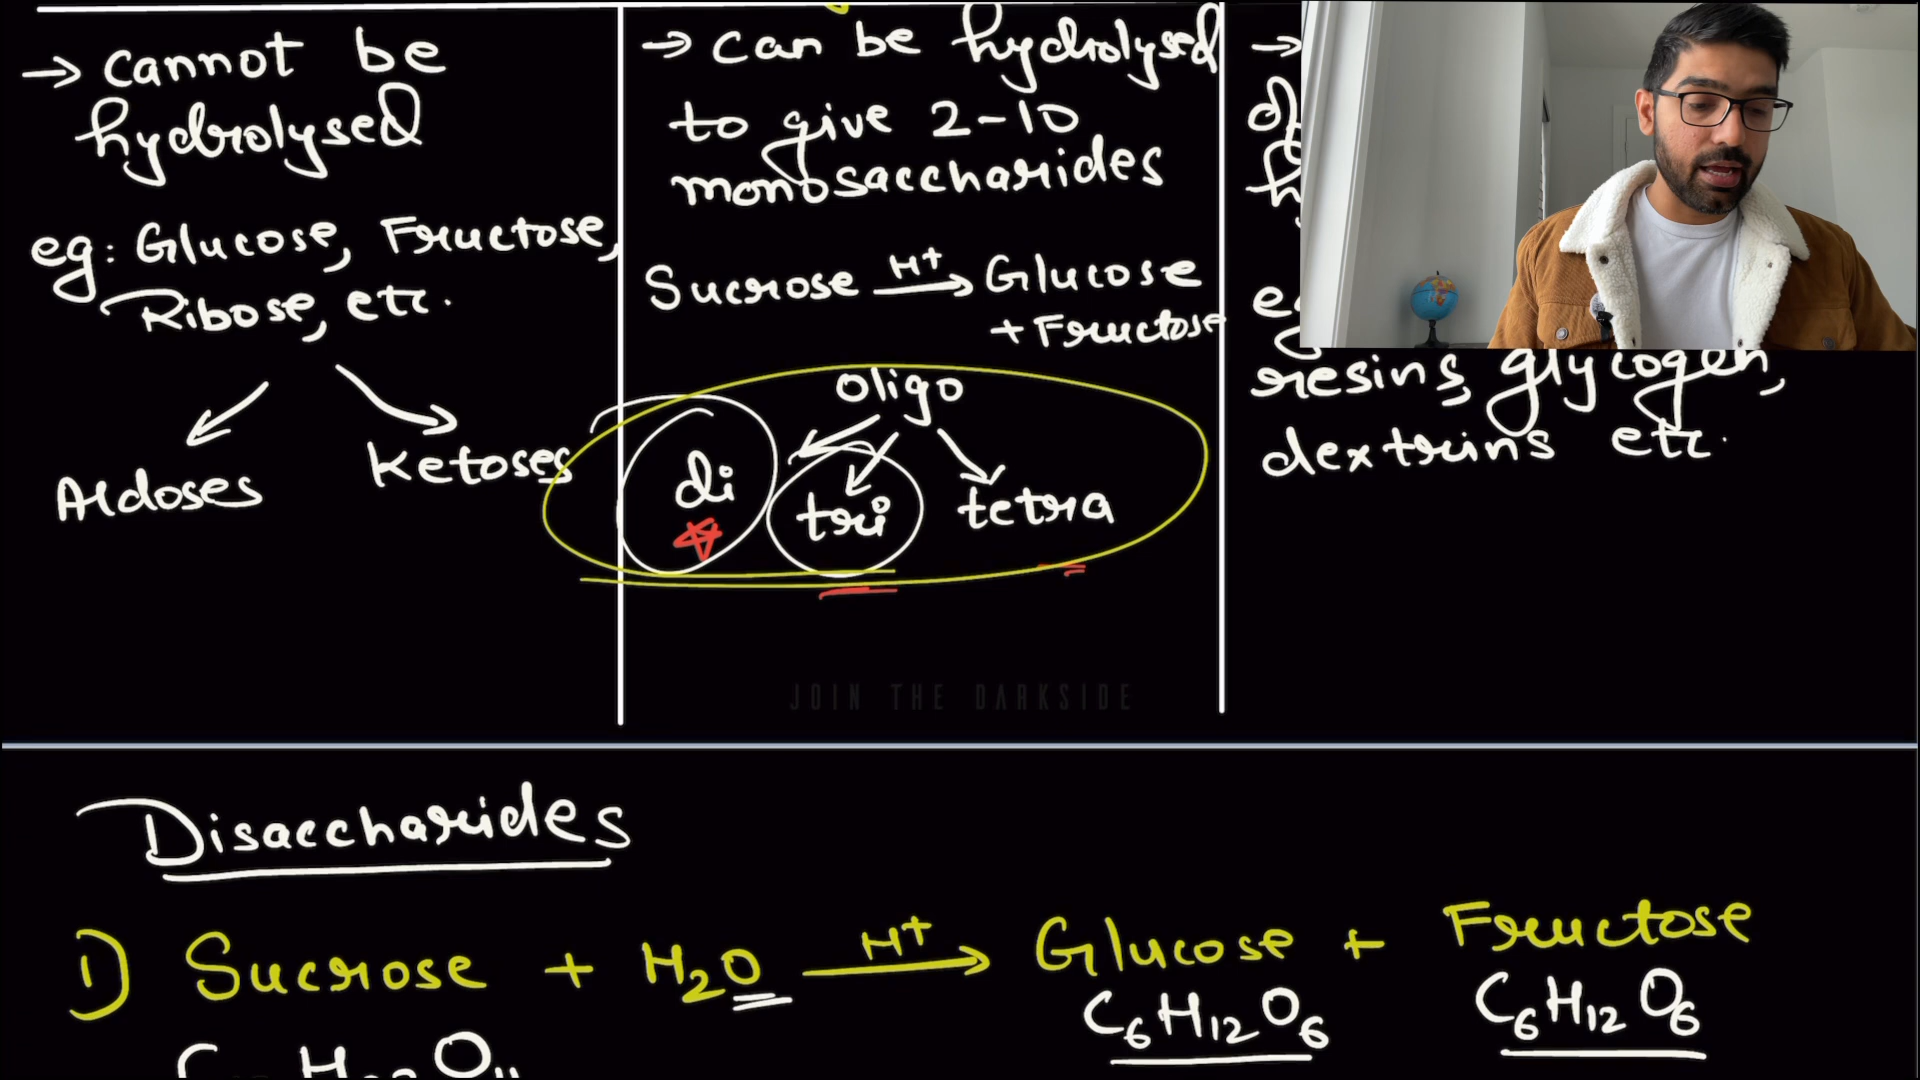 → cannot be
hydrolysed
eg: Glucose, Fructose,
Ribose, etc.
Aldoses
Ketoses
→ can be hydrolysed
to give 2-10
monosaccharides
Sucrose H⁺→ Glucose
+ Fructose
oligo
di
tri
tetra
→
resins, glycogen,
dextrins etc.
JOIN THE DARKSIDE
Disaccharides
1) Sucrose + H₂O H⁺→ Glucose + Fructose
C₆H₁₂O₆ C₆H₁₂O₆